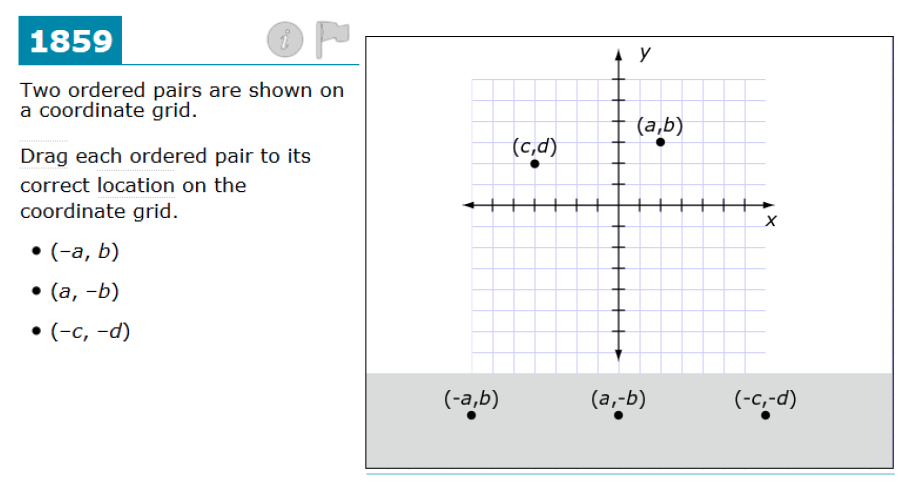 1859
i
Two ordered pairs are shown on
a coordinate grid.
Drag each ordered pair to its
correct location on the
coordinate grid.
• (−a, b)
• (a, −b)
• (−c, −d)
y
(a,b)
(c,d)
x
(-a,b)
(a,-b)
(-c,-d)